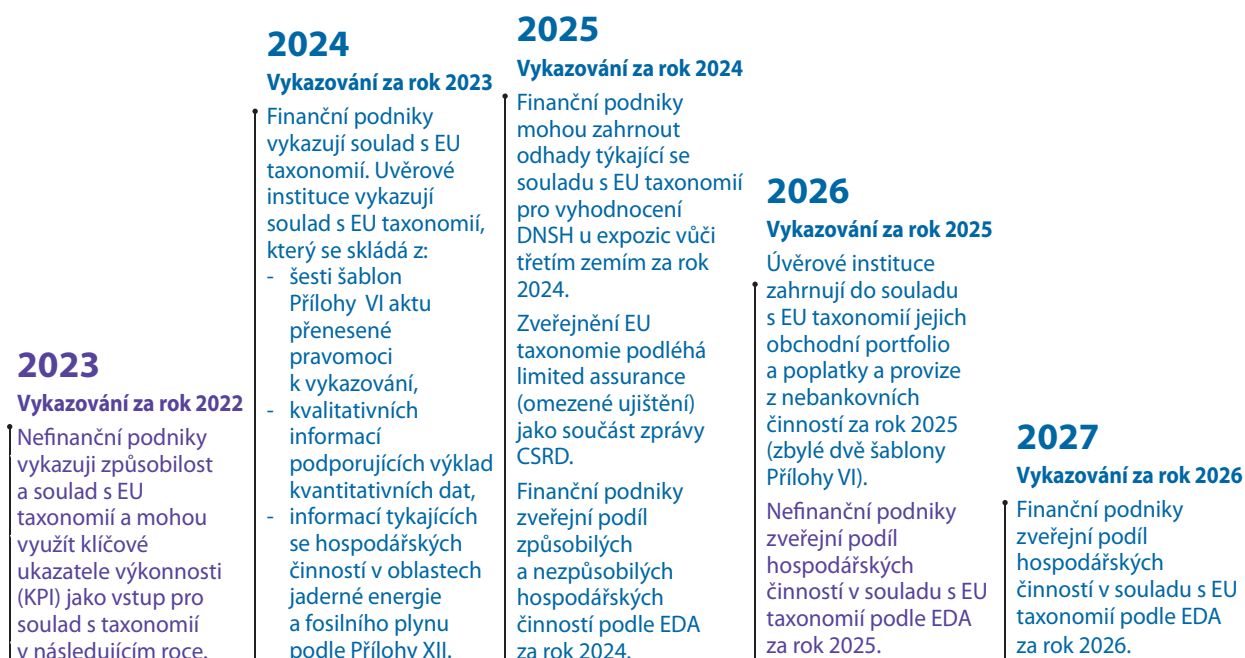 2023
Vykazování za rok 2022
Nefinanční podniky
vykazuji způsobilost
a soulad s EU
taxonomií a mohou
využít klíčové
ukazatele výkonnosti
(KPI) jako vstup pro
soulad s taxonomií
v následujícím roce.
2024
Vykazování za rok 2023
Finanční podniky
vykazují soulad s EU
taxonomií. Uvěrové
instituce vykazují
soulad s EU taxonomií,
který se skládá z:
- šesti šablon
Přílohy VI aktu
přenesené
pravomoci
k vykazování,
- kvalitativních
informací
podporujících výklad
kvantitativních dat,
- informací tykajících
se hospodářských
činností v oblastech
jaderné energie
a fosilního plynu
podle Přílohy XII.
2025
Vykazování za rok 2024
Finanční podniky
mohou zahrnout
odhady týkající se
souladu s EU taxonomií
pro vyhodnocení
DNSH u expozic vůči
třetím zemím za rok
2024.
Zveřejnění EU
taxonomie podléhá
limited assurance
(omezené ujištění)
jako součást zprávy
CSRD.
Finanční podniky
zveřejní podíl
způsobilých
a nezpůsobilých
hospodářských
činností podle EDA
za rok 2024.
2026
Vykazování za rok 2025
Úvěrové instituce
zahrnují do souladu
s EU taxonomií jejich
obchodní portfolio
a poplatky a provize
z nebankovních
činností za rok 2025
(zbylé dvě šablony
Přílohy VI).
Nefinanční podniky
zveřejní podíl
hospodářských
činností v souladu s EU
taxonomií podle EDA
za rok 2025.
2027
Vykazování za rok 2026
Finanční podniky
zveřejní podíl
hospodářských
činností v souladu s EU
taxonomií podle EDA
za rok 2026.